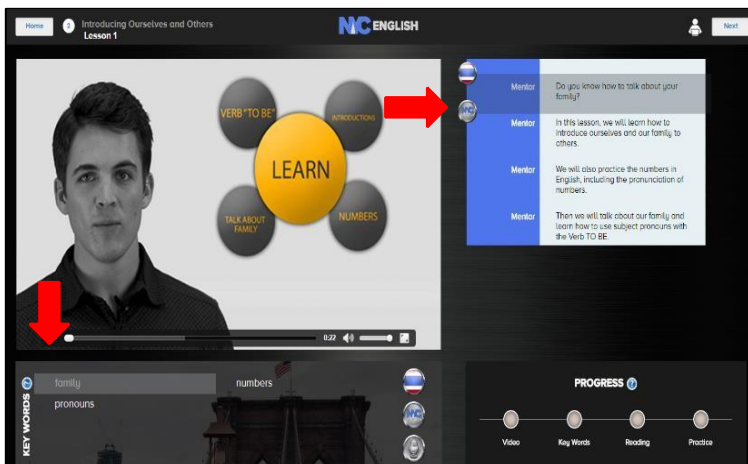 Home
3
Introducing Ourselves and Others
Lesson 1
NYC ENGLISH
Next
VERB "TO BE"
INTRODUCTIONS
LEARN
TALK ABOUT
FAMILY
NUMBERS
0:22
Mentor
Do you know how to talk about your
family?
Mentor
In this lesson, we will learn how to
introduce ourselves and our family to
others.
Mentor
We will also practice the numbers in
English, including the pronunciation of
numbers.
Mentor
Then we will talk about our family and
learn how to use subject pronouns with
the Verb TO BE.
NYC
KEY WORDS ?
family
numbers
pronouns
NYC
PROGRESS ?
Video
Key Words
Reading
Practice